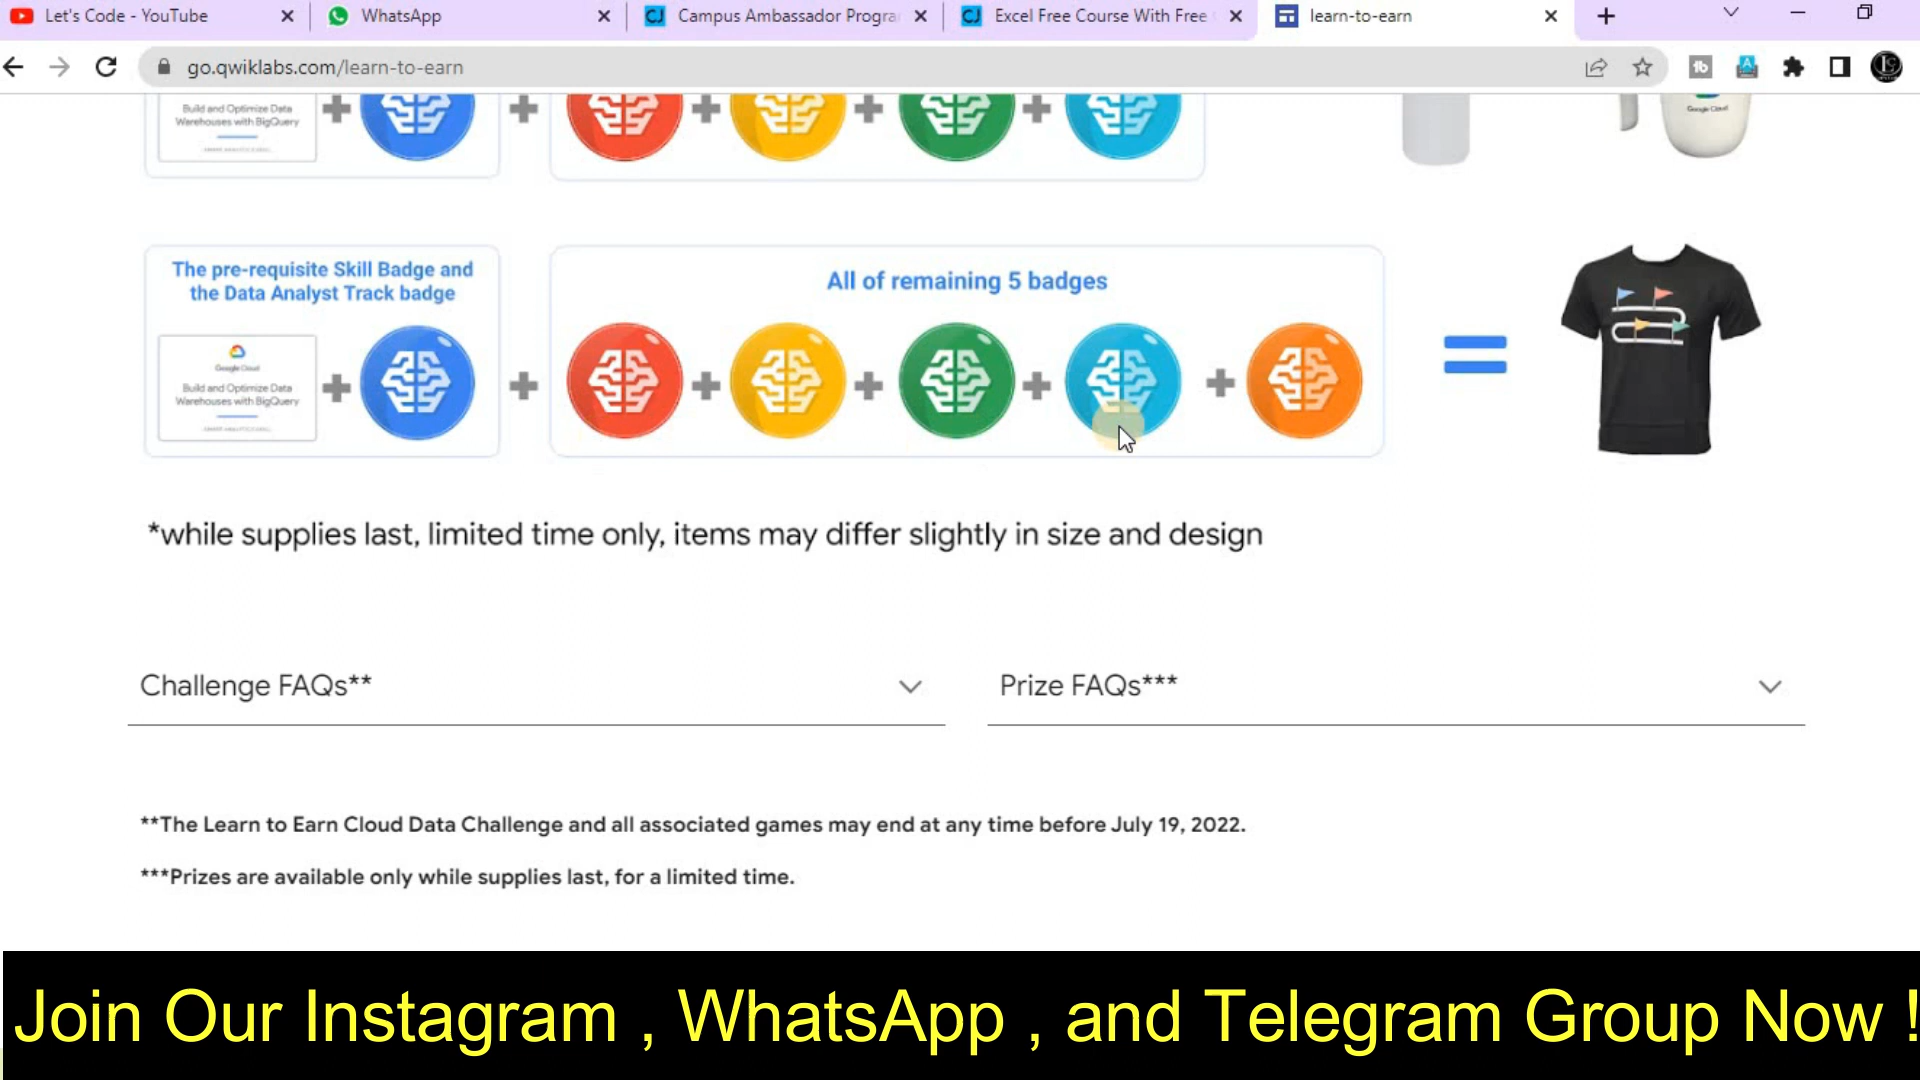 Let's Code - YouTube
WhatsApp
Campus Ambassador Progra
Excel Free Course With Free
learn-to-earn
go.qwiklabs.com/learn-to-earn
Build and Optimize Data
Warehouses with BigQuery
Google Cloud
The pre-requisite Skill Badge and
the Data Analyst Track badge
All of remaining 5 badges
Google Cloud
Build and Optimize Data
Warehouses with BigQuery
*while supplies last, limited time only, items may differ slightly in size and design
Challenge FAQs**
Prize FAQs***
**The Learn to Earn Cloud Data Challenge and all associated games may end at any time before July 19, 2022.
***Prizes are available only while supplies last, for a limited time.
Join Our Instagram , WhatsApp , and Telegram Group Now !